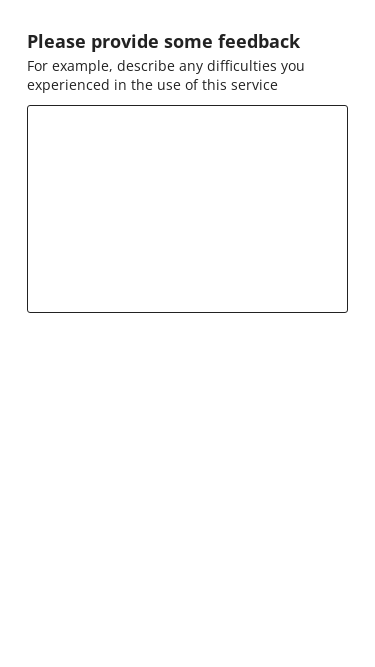 Please provide some feedback
For example, describe any difficulties you
experienced in the use of this service